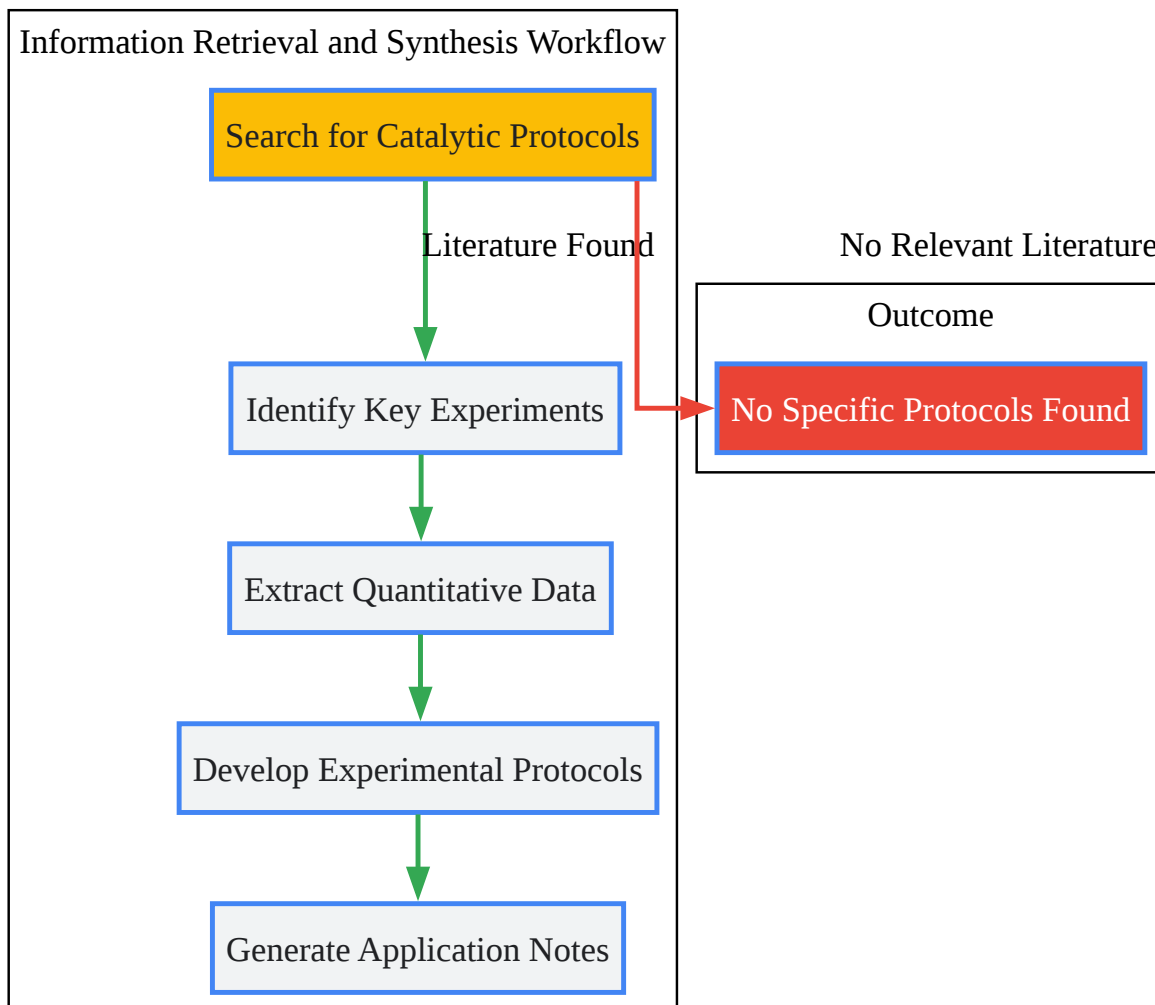 Information Retrieval and Synthesis Workflow
Search for Catalytic Protocols
Literature Found
No Relevant Literature
Outcome
Identify Key Experiments
No Specific Protocols Found
Extract Quantitative Data
Develop Experimental Protocols
Generate Application Notes